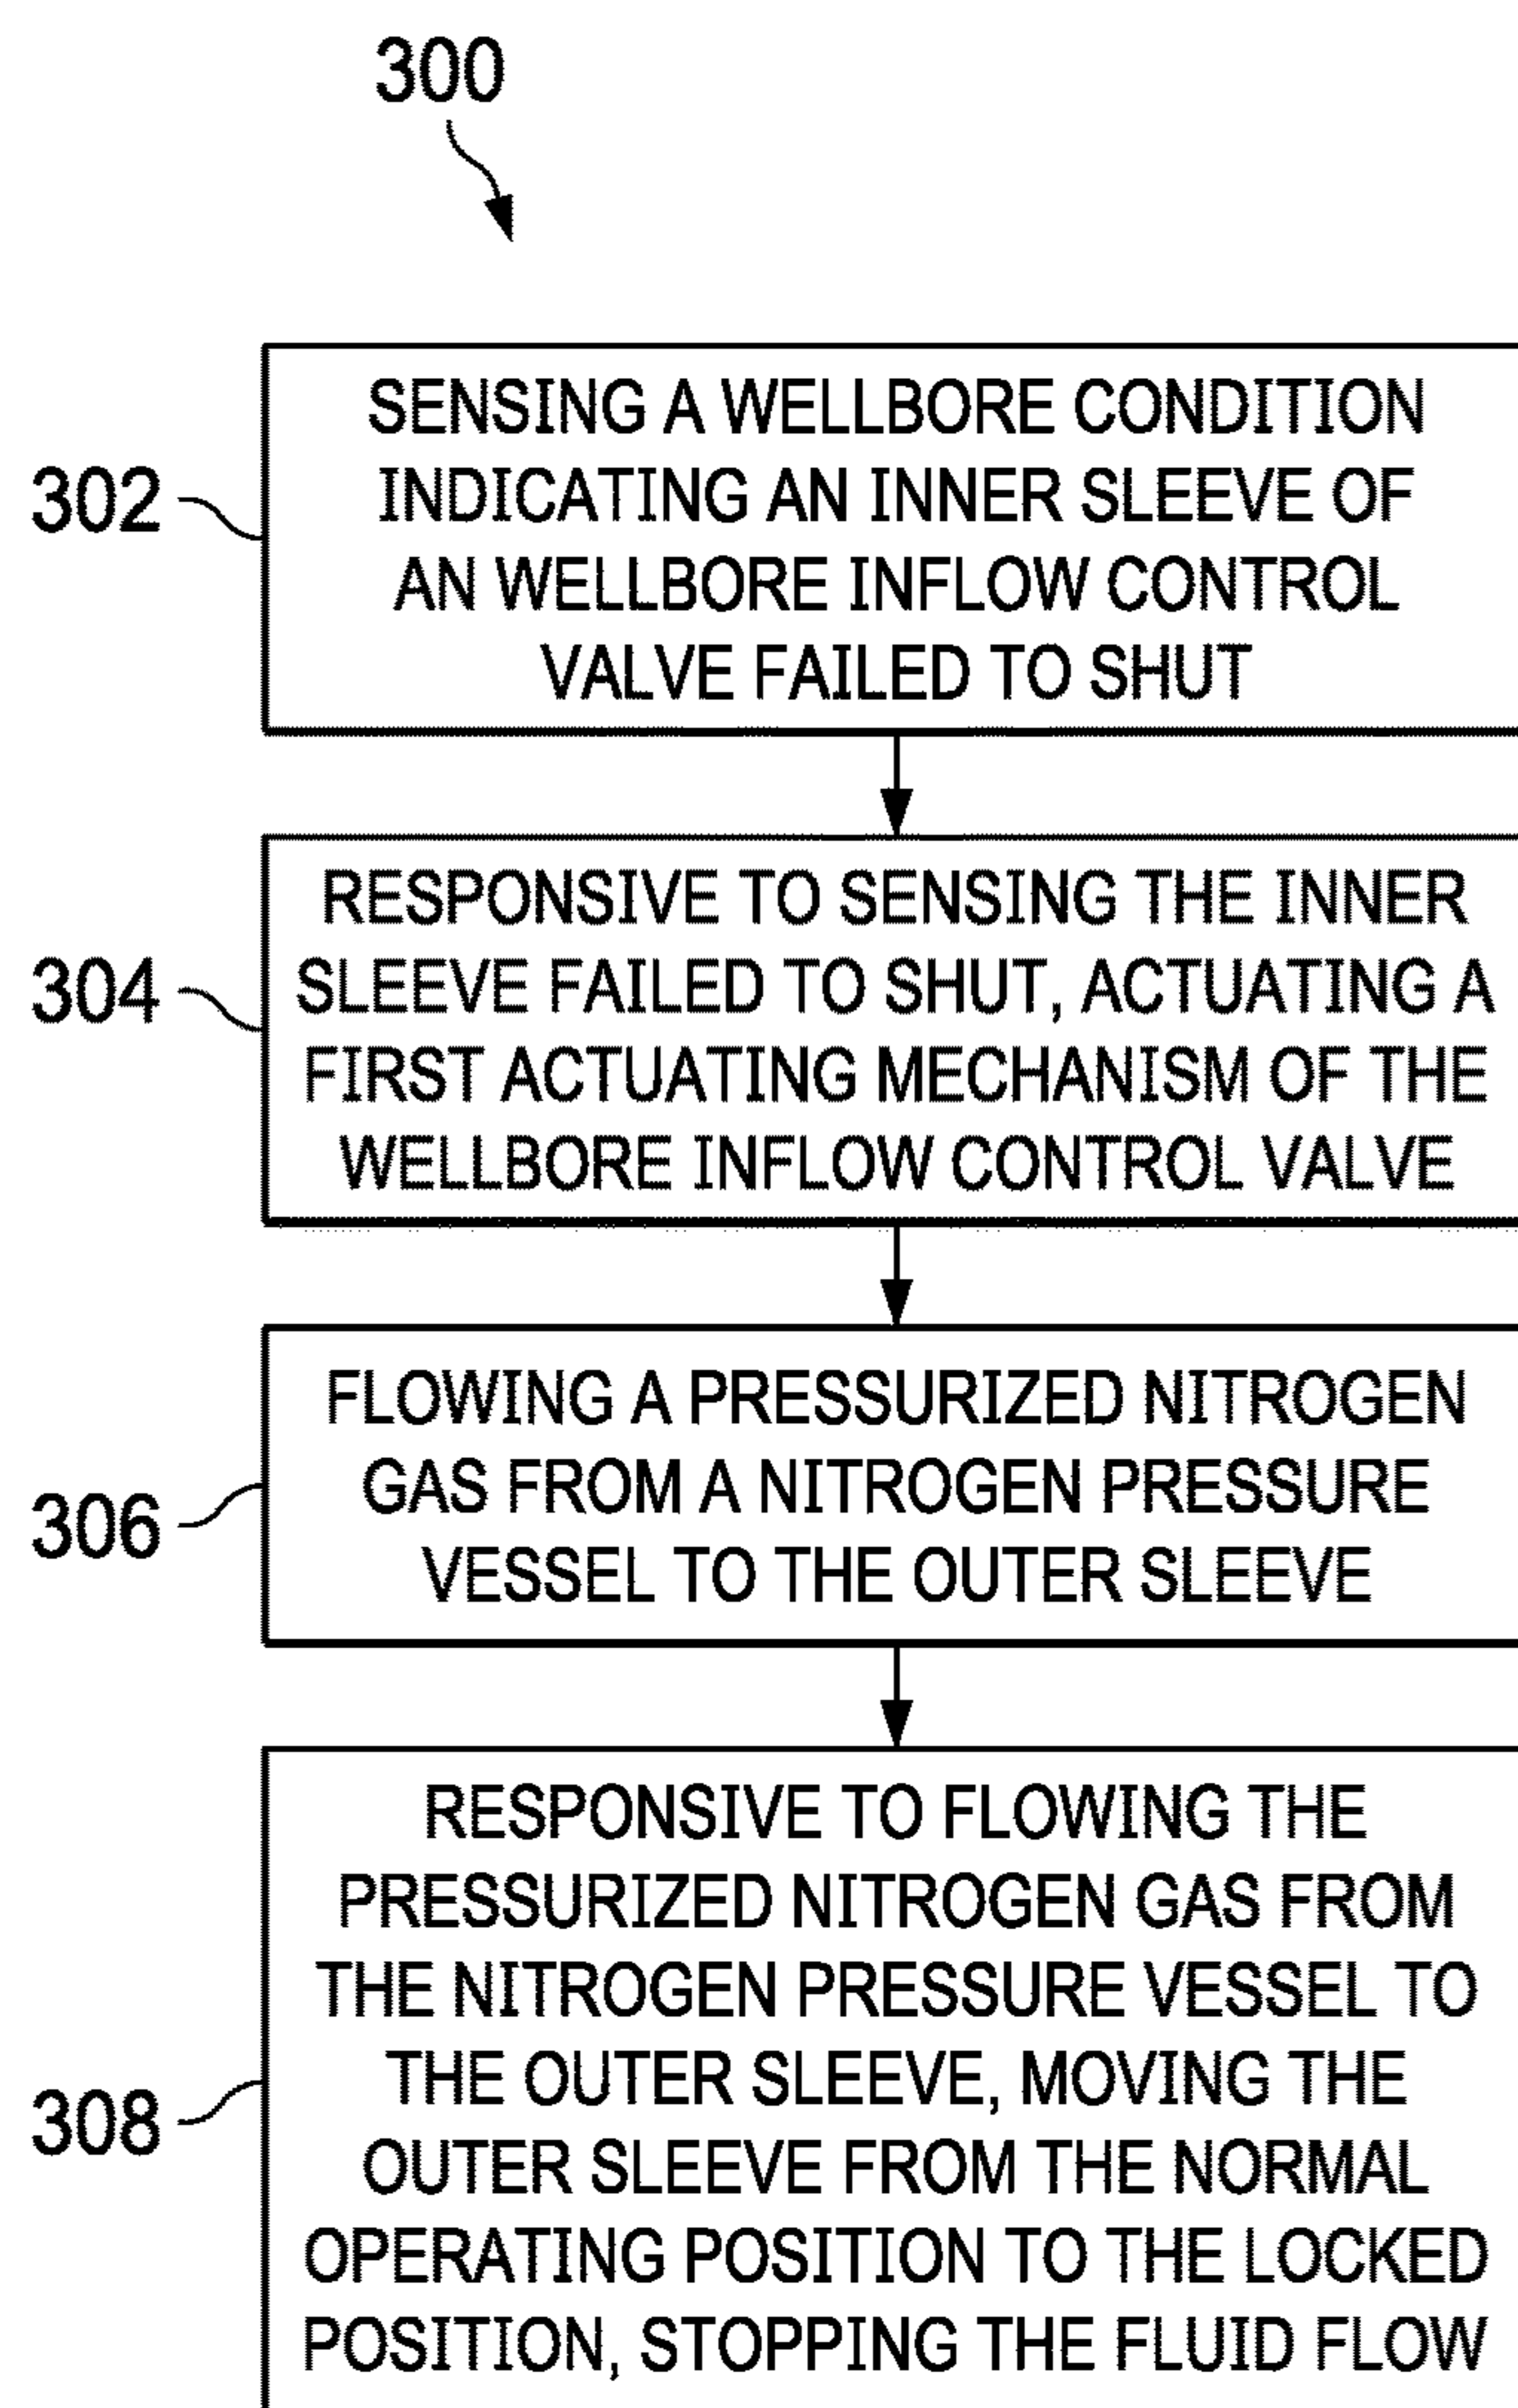 300
302
SENSING A WELLBORE CONDITION
INDICATING AN INNER SLEEVE OF
AN WELLBORE INFLOW CONTROL
VALVE FAILED TO SHUT
304
RESPONSIVE TO SENSING THE INNER
SLEEVE FAILED TO SHUT, ACTUATING A
FIRST ACTUATING MECHANISM OF THE
WELLBORE INFLOW CONTROL VALVE
306
FLOWING A PRESSURIZED NITROGEN
GAS FROM A NITROGEN PRESSURE
VESSEL TO THE OUTER SLEEVE
308
RESPONSIVE TO FLOWING THE
PRESSURIZED NITROGEN GAS FROM
THE NITROGEN PRESSURE VESSEL TO
THE OUTER SLEEVE, MOVING THE
OUTER SLEEVE FROM THE NORMAL
OPERATING POSITION TO THE LOCKED
POSITION, STOPPING THE FLUID FLOW